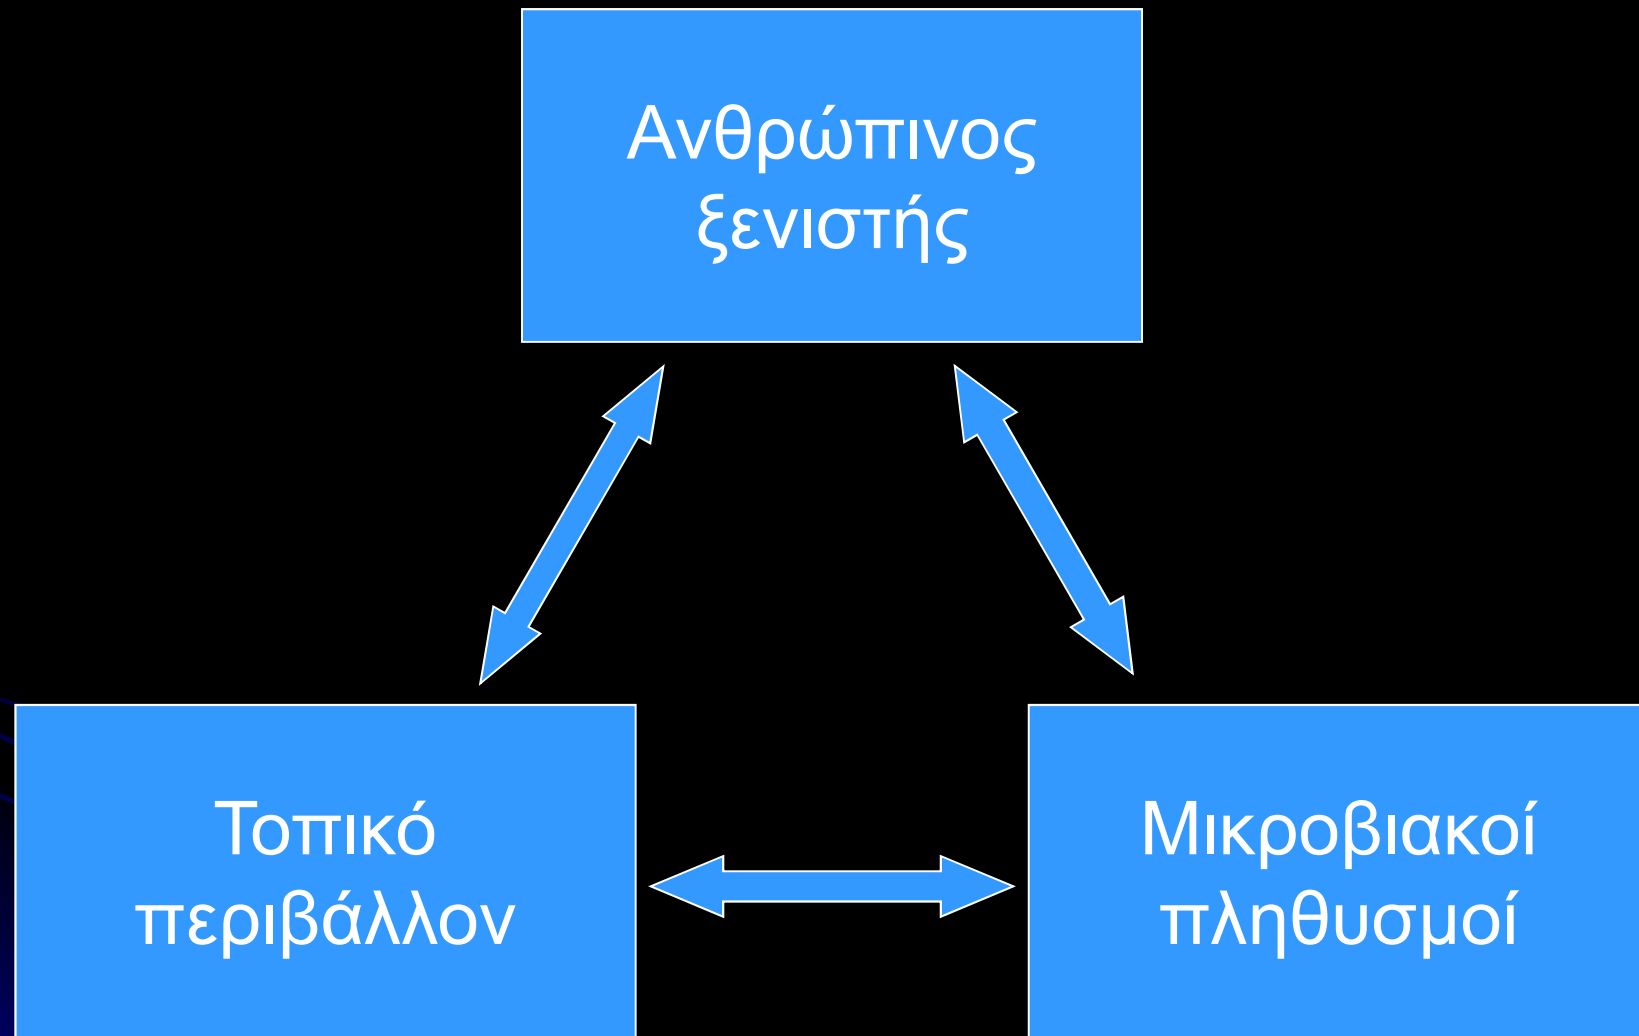 Ανθρώπινος
ξενιστής
Τοπικό
περιβάλλον
Μικροβιακοί
πληθυσμοί